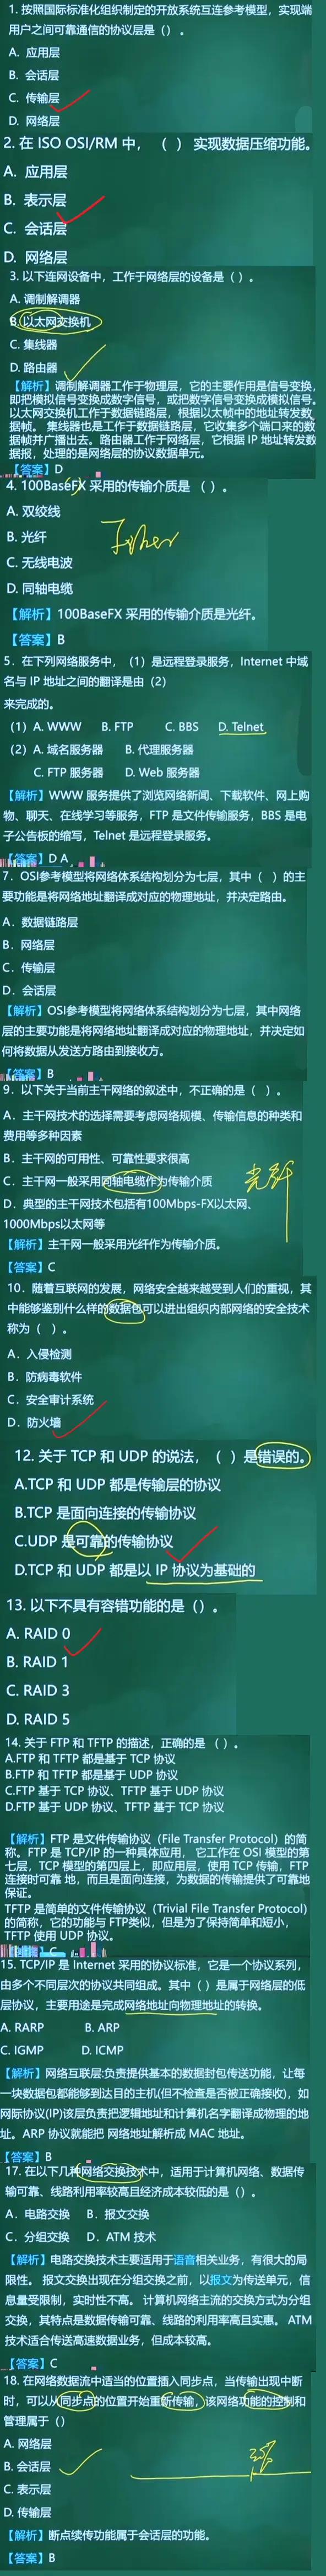 1. 按照国际标准化组织制定的开放系统互连参考模型，实现端
用户之间可靠通信的协议层是（）。
A. 应用层
B. 会话层
C. 传输层
D. 网络层
2. 在 ISO OSI/RM 中，（ ）实现数据压缩功能。
A. 应用层
B. 表示层
C. 会话层
D. 网络层
3. 以下连网设备中，工作于网络层的设备是（ ）。
A. 调制解调器
B. 以太网交换机
C. 集线器
D. 路由器
【解析】调制解调器工作于物理层，它的主要作用是信号变换，
即把模拟信号变换成数字信号，或把数字信号变换成模拟信号。
以太网交换机工作于数据链路层，根据以太帧中的地址转发数
据帧。 集线器也是工作于数据链路层，它收集多个端口来的数
据帧并广播出去。路由器工作于网络层，它根据 IP 地址转发数
据报，处理的是网络层的协议数据单元。
【答案】D
4. 100BaseFX 采用的传输介质是 （ ）。
A. 双绞线
B. 光纤
Fiber
C. 无线电波
D. 同轴电缆
【解析】100BaseFX 采用的传输介质是光纤。
【答案】B
5．在下列网络服务中，（1）是远程登录服务，Internet 中域
名与 IP 地址之间的翻译是由（2）
来完成的。
（1）A. WWW B. FTP C. BBS D. Telnet
（2）A. 域名服务器 B. 代理服务器
C. FTP 服务器 D. Web 服务器
【解析】WWW 服务提供了浏览网络新闻、下载软件、网上购
物、聊天、在线学习等服务，FTP 是文件传输服务，BBS 是电
子公告板的缩写，Telnet 是远程登录服务。
【答案】D A
7．OSI参考模型将网络体系结构划分为七层，其中（ ）的主
要功能是将网络地址翻译成对应的物理地址，并决定路由。
A．数据链路层
B．网络层
C．传输层
D．会话层
【解析】OSI参考模型将网络体系结构划分为七层，其中网络
层的主要功能是将网络地址翻译成对应的物理地址，并决定如
何将数据从发送方路由到接收方。
【答案】B
9．以下关于当前主干网络的叙述中，不正确的是（ ）。
A．主干网技术的选择需要考虑网络规模、传输信息的种类和
费用等多种因素
B．主干网的可用性、可靠性要求很高
C．主干网一般采用同轴电缆作为传输介质
光纤
D．典型的主干网技术包括有100Mbps-FX以太网、
1000Mbps以太网等
【解析】主干网一般采用光纤作为传输介质。
【答案】C
10．随着互联网的发展，网络安全越来越受到人们的重视，其
中能够鉴别什么样的数据包可以进出组织内部网络的安全技术
称为（ ）。
A．入侵检测
B．防病毒软件
C．安全审计系统
D．防火墙
12. 关于 TCP 和 UDP 的说法，（ ）是错误的。
A.TCP 和 UDP 都是传输层的协议
B.TCP 是面向连接的传输协议
C.UDP 是可靠的传输协议
D.TCP 和 UDP 都是以 IP 协议为基础的
13. 以下不具有容错功能的是（）。
A. RAID 0
B. RAID 1
C. RAID 3
D. RAID 5
14. 关于 FTP 和 TFTP 的描述，正确的是 （ ）。
A.FTP 和 TFTP 都是基于 TCP 协议
B.FTP 和 TFTP 都是基于 UDP 协议
C.FTP 基于 TCP 协议、TFTP 基于 UDP 协议
D.FTP 基于 UDP 协议、TFTP 基于 TCP 协议
【解析】FTP 是文件传输协议（File Transfer Protocol）的简
称。FTP 是 TCP/IP 的一种具体应用， 它工作在 OSI 模型的第
七层，TCP 模型的第四层上，即应用层，使用 TCP 传输，FTP
连接时可靠 地，而且是面向连接，为数据的传输提供了可靠地
保证。
TFTP 是简单的文件传输协议（Trivial File Transfer Protocol）
的简称，它的功能与 FTP类似，但是为了保持简单和短小，
TFTP 使用 UDP 协议。
C
15. TCP/IP 是 Internet 采用的协议标准，它是一个协议系列，
由多个不同层次的协议共同组成。其中（ ）是属于网络层的低
层协议，主要用途是完成网络地址向物理地址的转换。
A. RARP B. ARP
C. IGMP D. ICMP
【解析】网络互联层:负责提供基本的数据封包传送功能，让每
一块数据包都能够到达目的主机(但不检查是否被正确接收)，如
网际协议(IP)该层负责把逻辑地址和计算机名字翻译成物理的地
址。ARP 协议就能把 网络地址解析成 MAC 地址。
【答案】B
17. 在以下几种网络交换技术中，适用于计算机网络、数据传
输可靠、线路利用率较高且经济成本较低的是（）。
A．电路交换 B．报文交换
C．分组交换 D．ATM 技术
【解析】电路交换技术主要适用于语音相关业务，有很大的局
限性。 报文交换出现在分组交换之前，以报文为传送单元，信
息量受限制，实时性不高。 计算机网络主流的交换方式为分组
交换，其特点是数据传输可靠、线路的利用率高且实惠。 ATM
技术适合传送高速数据业务，但成本较高。
【答案】C
18. 在网络数据流中适当的位置插入同步点，当传输出现中断
时，可以从同步点的位置开始重新传输，该网络功能的控制和
管理属于（）
A. 网络层
B. 会话层
C. 表示层
D. 传输层
【解析】断点续传功能属于会话层的功能。
【答案】B